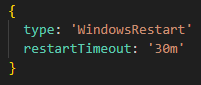 {
type: 'WindowsRestart'
restartTimeout: '30m'
}